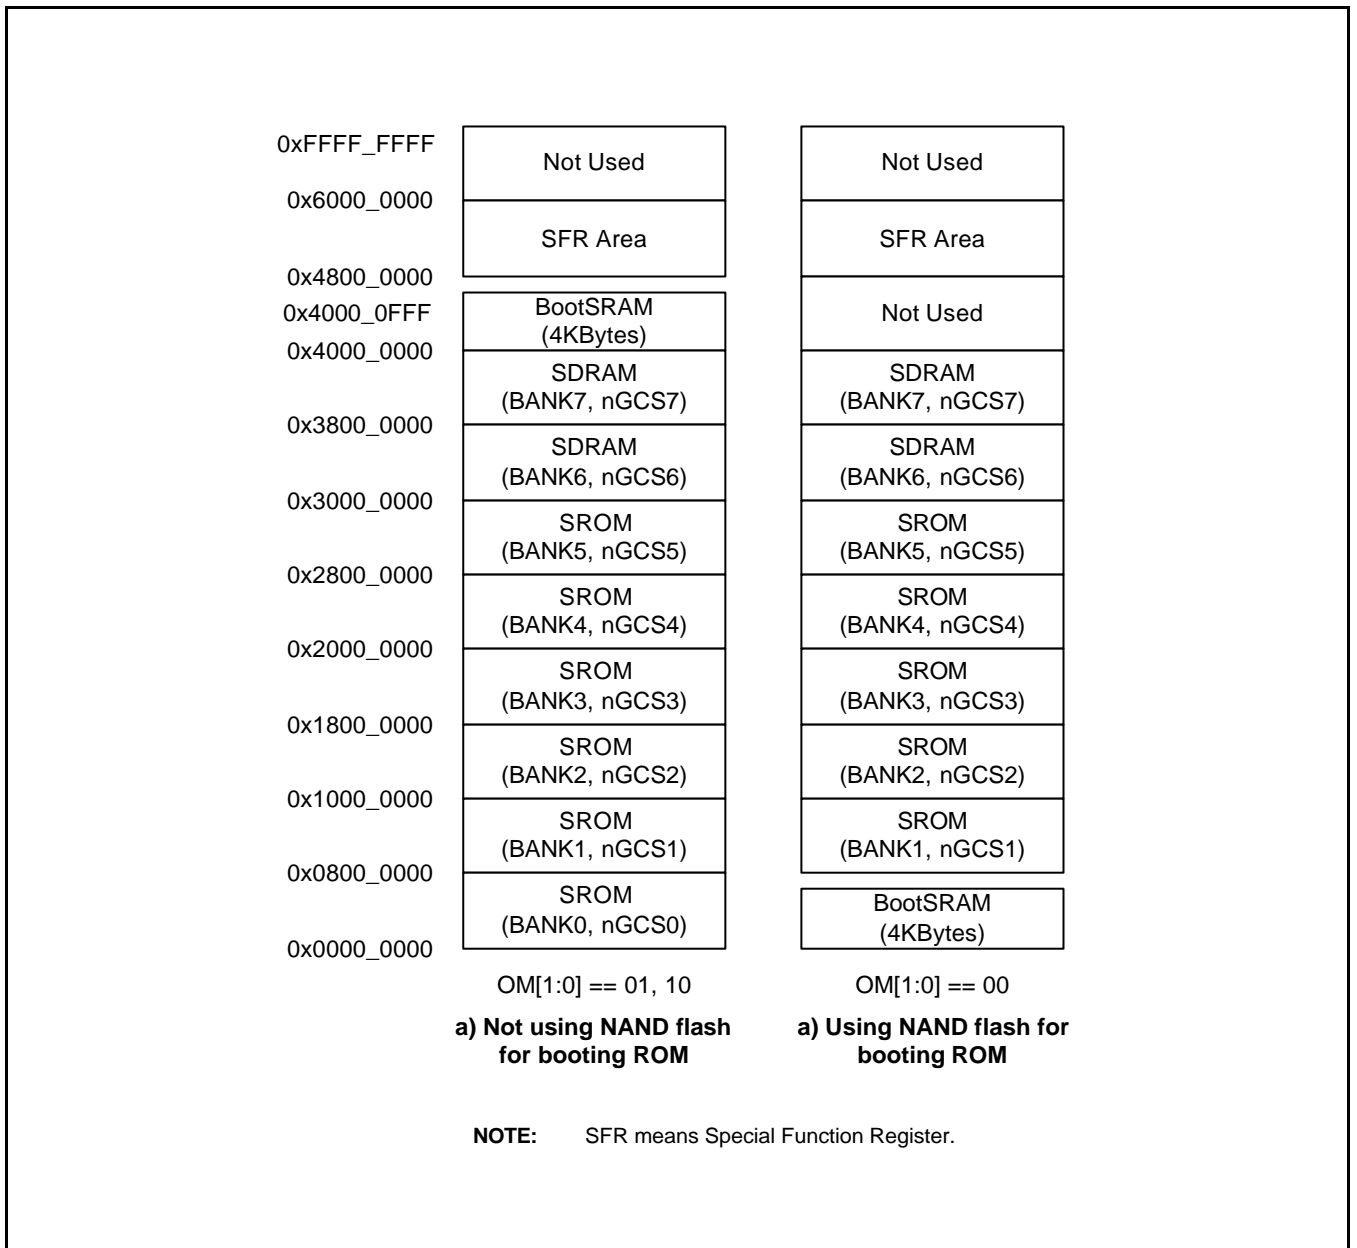 0xFFFF_FFFF
Not Used
Not Used
0x6000_0000
SFR Area
SFR Area
0x4800_0000
BootSRAM
(4KBytes)
0x4000_0FFF
Not Used
0x4000_0000
SDRAM
(BANK7, nGCS7)
SDRAM
(BANK7, nGCS7)
0x3800_0000
SDRAM
(BANK6, nGCS6)
SDRAM
(BANK6, nGCS6)
0x3000_0000
SROM
(BANK5, nGCS5)
SROM
(BANK5, nGCS5)
0x2800_0000
SROM
(BANK4, nGCS4)
SROM
(BANK4, nGCS4)
0x2000_0000
SROM
(BANK3, nGCS3)
SROM
(BANK3, nGCS3)
0x1800_0000
SROM
(BANK2, nGCS2)
SROM
(BANK2, nGCS2)
0x1000_0000
SROM
(BANK1, nGCS1)
SROM
(BANK1, nGCS1)
0x0800_0000
SROM
(BANK0, nGCS0)
BootSRAM
(4KBytes)
0x0000_0000
OM[1:0] == 01, 10
OM[1:0] == 00
a) Not using NAND flash
for booting ROM
a) Using NAND flash for
booting ROM
NOTE: SFR means Special Function Register.